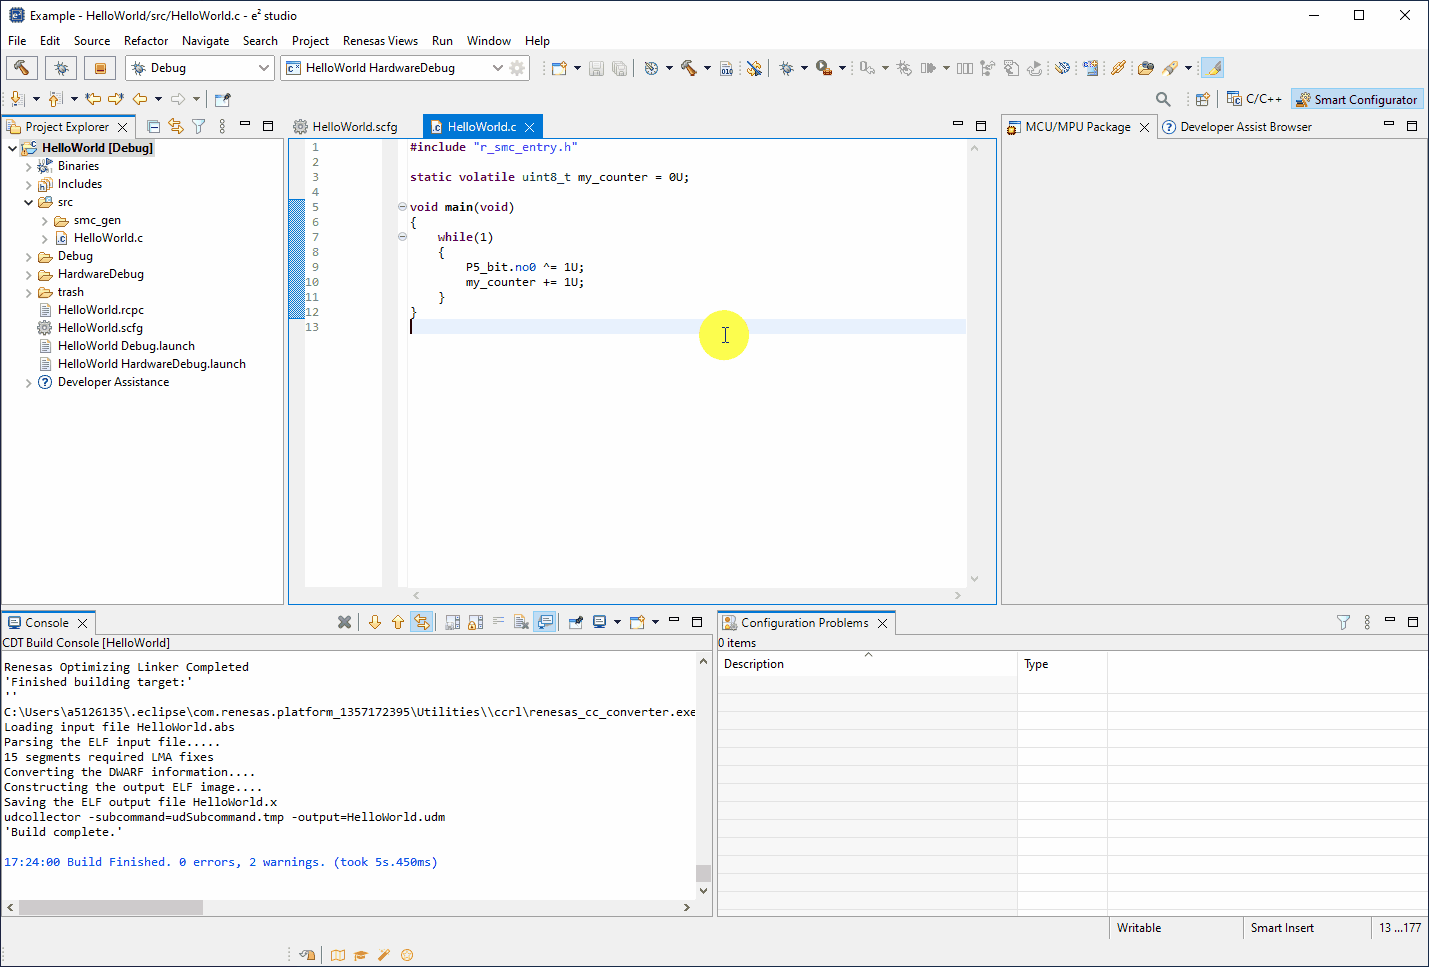 Example - HelloWorld/src/HelloWorld.c - e² studio
File Edit Source Refactor Navigate Search Project Renesas Views Run Window Help
Debug
HelloWorld HardwareDebug
C/C++
Smart Configurator
Project Explorer
HelloWorld [Debug]
Binaries
Includes
src
smc_gen
HelloWorld.c
Debug
HardwareDebug
trash
HelloWorld.rcpc
HelloWorld.scfg
HelloWorld Debug.launch
HelloWorld HardwareDebug.launch
Developer Assistance
HelloWorld.scfg
HelloWorld.c
1 #include "r_smc_entry.h"
2
3 static volatile uint8_t my_counter = 0U;
4
5 void main(void)
6 {
7 while(1)
8 {
9 P5_bit.no0 ^= 1U;
10 my_counter += 1U;
11 }
12 }
13
MCU/MPU Package
Developer Assist Browser
Console
CDT Build Console [HelloWorld]
Renesas Optimizing Linker Completed
'Finished building target:'
' '
C:\Users\a5126135\.eclipse\com.renesas.platform_1357172395\Utilities\\ccrl\renesas_cc_converter.exe
Loading input file HelloWorld.abs
Parsing the ELF input file.....
15 segments required LMA fixes
Converting the DWARF information....
Constructing the output ELF image....
Saving the ELF output file HelloWorld.x
udcollector -subcommand=udSubcommand.tmp -output=HelloWorld.udm
'Build complete.'
17:24:00 Build Finished. 0 errors, 2 warnings. (took 5s.450ms)
Configuration Problems
0 items
Description Type
Writable
Smart Insert
13 ...177